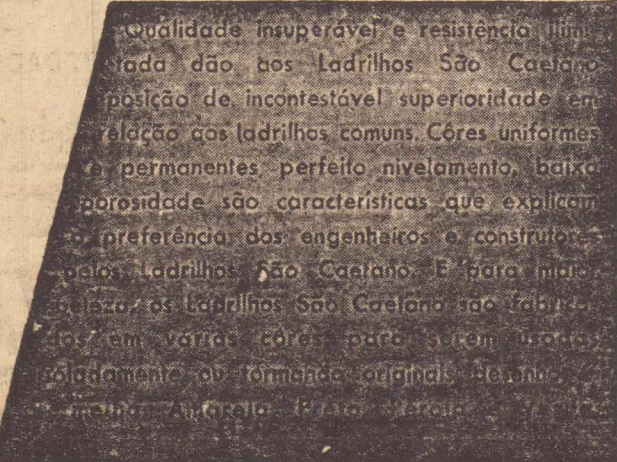 Qualidade insuperável e resistência ilimi-
tada dão aos Ladrilhos São Caetano
posição de incontestável superioridade em
relação aos ladrilhos comuns. Côres uniformes
e permanentes, perfeito nivelamento, baixa
porosidade são características que explicam
a preferência dos engenheiros e construtores
pelos Ladrilhos São Caetano. E para maior
beleza, os Ladrilhos São Caetano são fabrica-
dos em várias côres para serem usados
isoladamente ou formando originais
Amarela, Preta